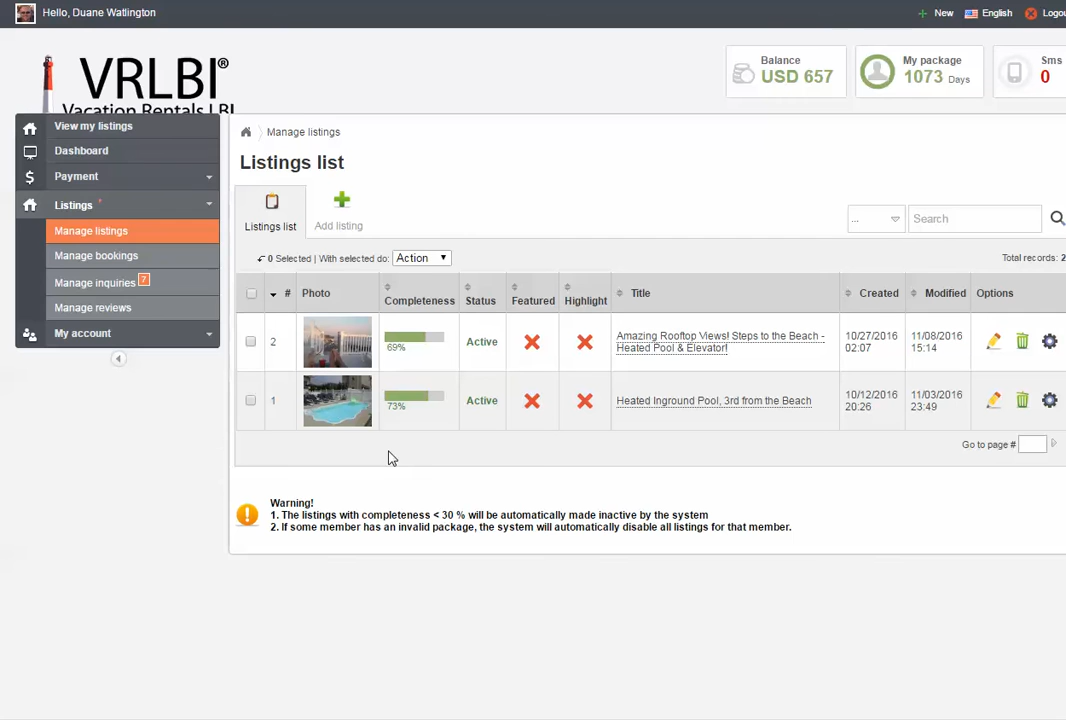 Hello, Duane Watlington
New
English
Logou
VRLBI®
Vacation Rentals LBI
Balance
USD 657
My package
1073 Days
Sms
0
View my listings
Dashboard
Payment
Listings
Manage listings
Manage bookings
Manage inquiries 7
Manage reviews
My account
Manage listings
Listings list
Listings list
Add listing
...
Search
0 Selected | With selected do: Action
Total records: 2
# Photo Completeness Status Featured Highlight Title Created Modified Options
2 69% Active
Amazing Rooftop Views! Steps to the Beach -
Heated Pool & Elevator!
10/27/2016
02:07
11/08/2016
15:14
1 73% Active
Heated Inground Pool, 3rd from the Beach
10/12/2016
20:26
11/03/2016
23:49
Go to page #
Warning!
1. The listings with completeness < 30 % will be automatically made inactive by the system
2. If some member has an invalid package, the system will automatically disable all listings for that member.